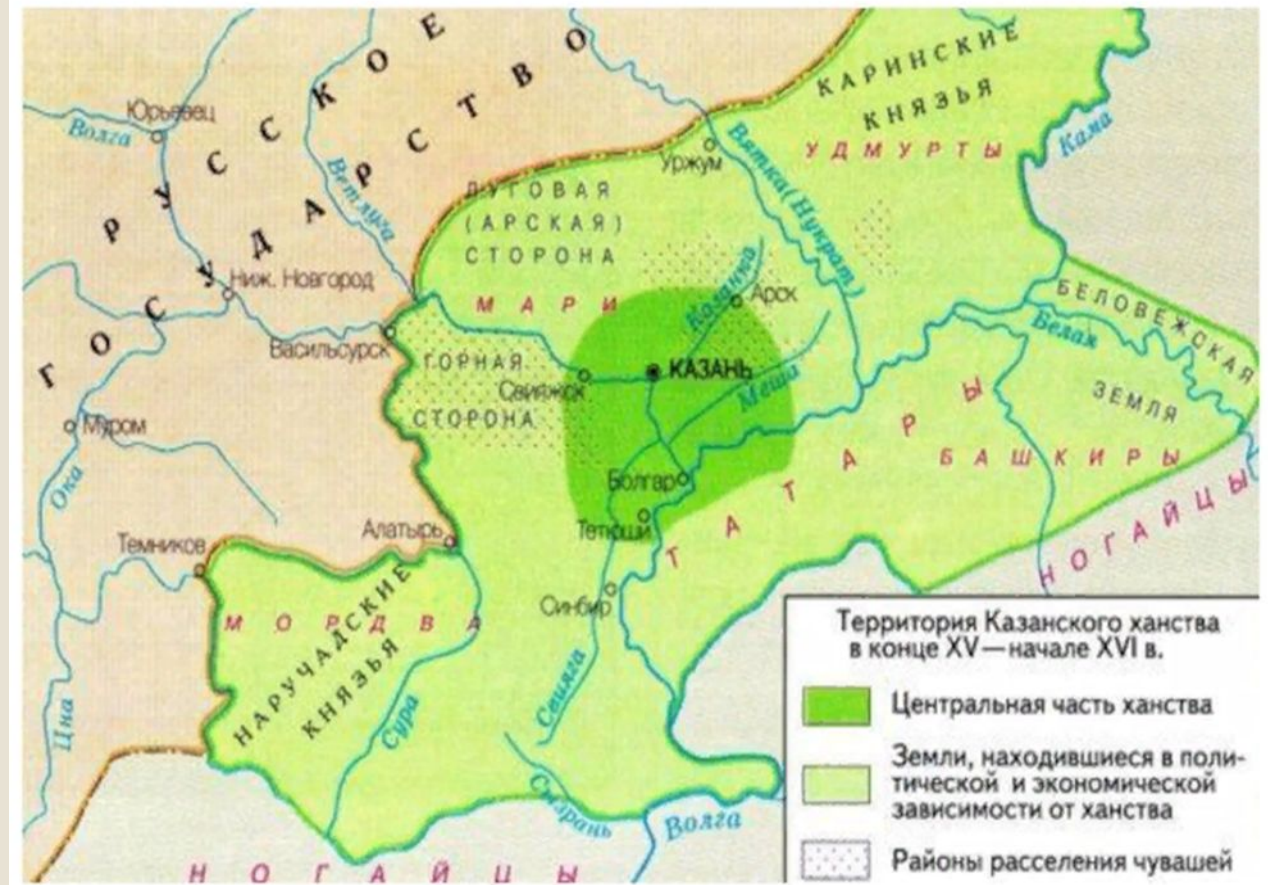 РУССКОЕ
ГОСУДАРСТВО
КАРИНСКИЕ
КНЯЗЬЯ
УДМУРТЫ
Кама
Юрьевец
Волга
Ветлуга
Уржум
Вятка (Нукрат)
ЛУГОВАЯ
(АРСКАЯ)
СТОРОНА
МАРИ
Казанка
Арск
Ниж. Новгород
Васильсурск
БЕЛОВЕЖСКАЯ
ЗЕМЛЯ
Белая
ГОРНАЯ
СТОРОНА
Свияжск
КАЗАНЬ
Меша
Муром
Ока
ТАТАРЫ
БАШКИРЫ
НОГАЙЦЫ
Болгар
Тетюши
Алатырь
Темников
Синбир
МОРДВА
НАРУЧАДСКИЕ
КНЯЗЬЯ
Цна
Сура
Свияга
Сызрань
Волга
НОГАЙЦЫ
Территория Казанского ханства
в конце XV—начале XVI в.
Центральная часть ханства
Земли, находившиеся в поли-
тической и экономической
зависимости от ханства
Районы расселения чувашей